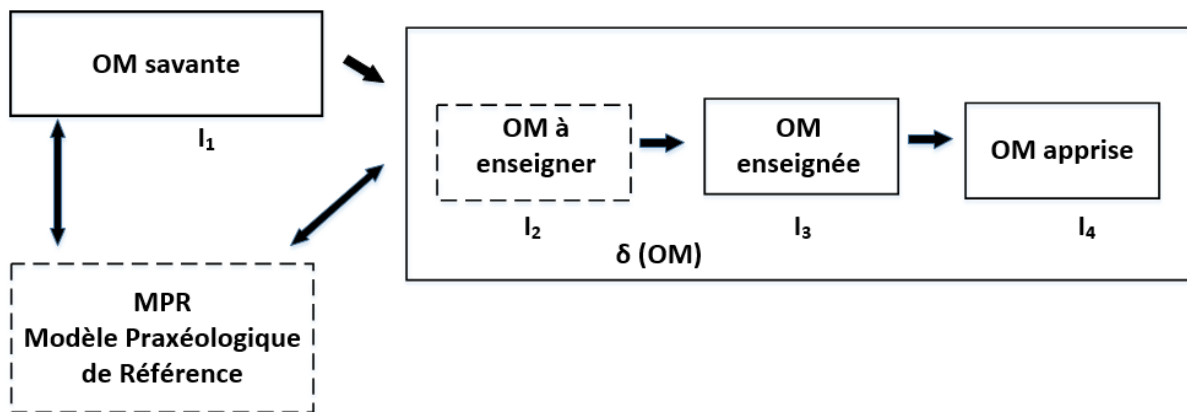 OM savante
I₁
OM à
enseigner
I₂
OM
enseignée
I₃
OM apprise
I₄
δ (OM)
MPR
Modèle Praxéologique
de Référence